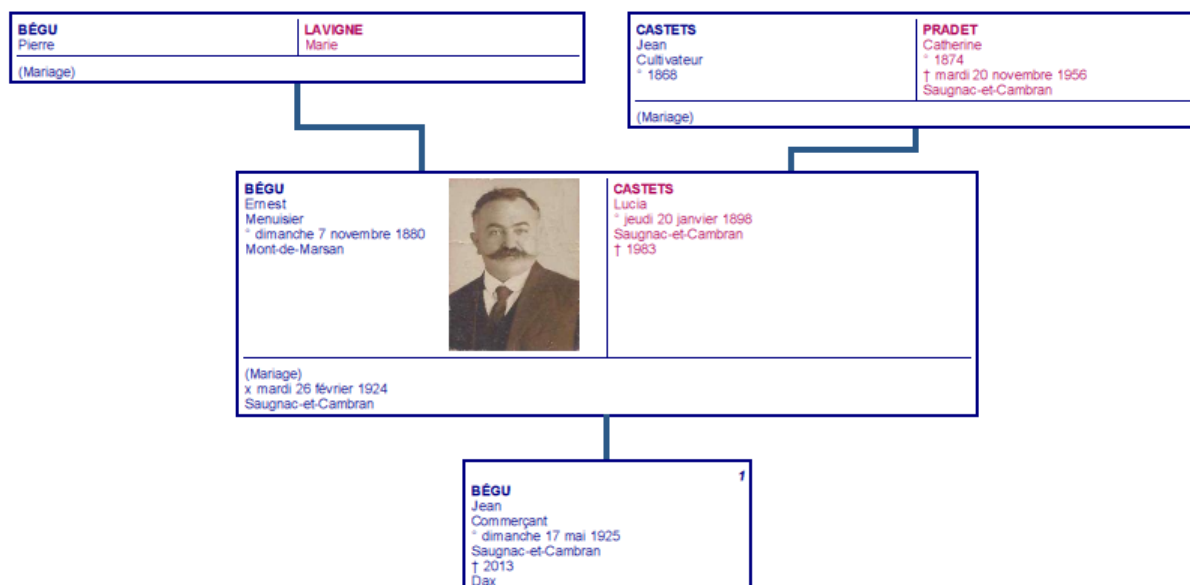 BÉGU
Pierre
LAVIGNE
Marie
(Mariage)
CASTETS
Jean
Cultivateur
° 1868
PRADET
Catherine
° 1874
† mardi 20 novembre 1956
Saugnac-et-Cambran
(Mariage)
BÉGU
Ernest
Menuisier
° dimanche 7 novembre 1880
Mont-de-Marsan
CASTETS
Lucia
° jeudi 20 janvier 1898
Saugnac-et-Cambran
† 1983
(Mariage)
x mardi 26 février 1924
Saugnac-et-Cambran
1
BÉGU
Jean
Commerçant
° dimanche 17 mai 1925
Saugnac-et-Cambran
† 2013
Dax